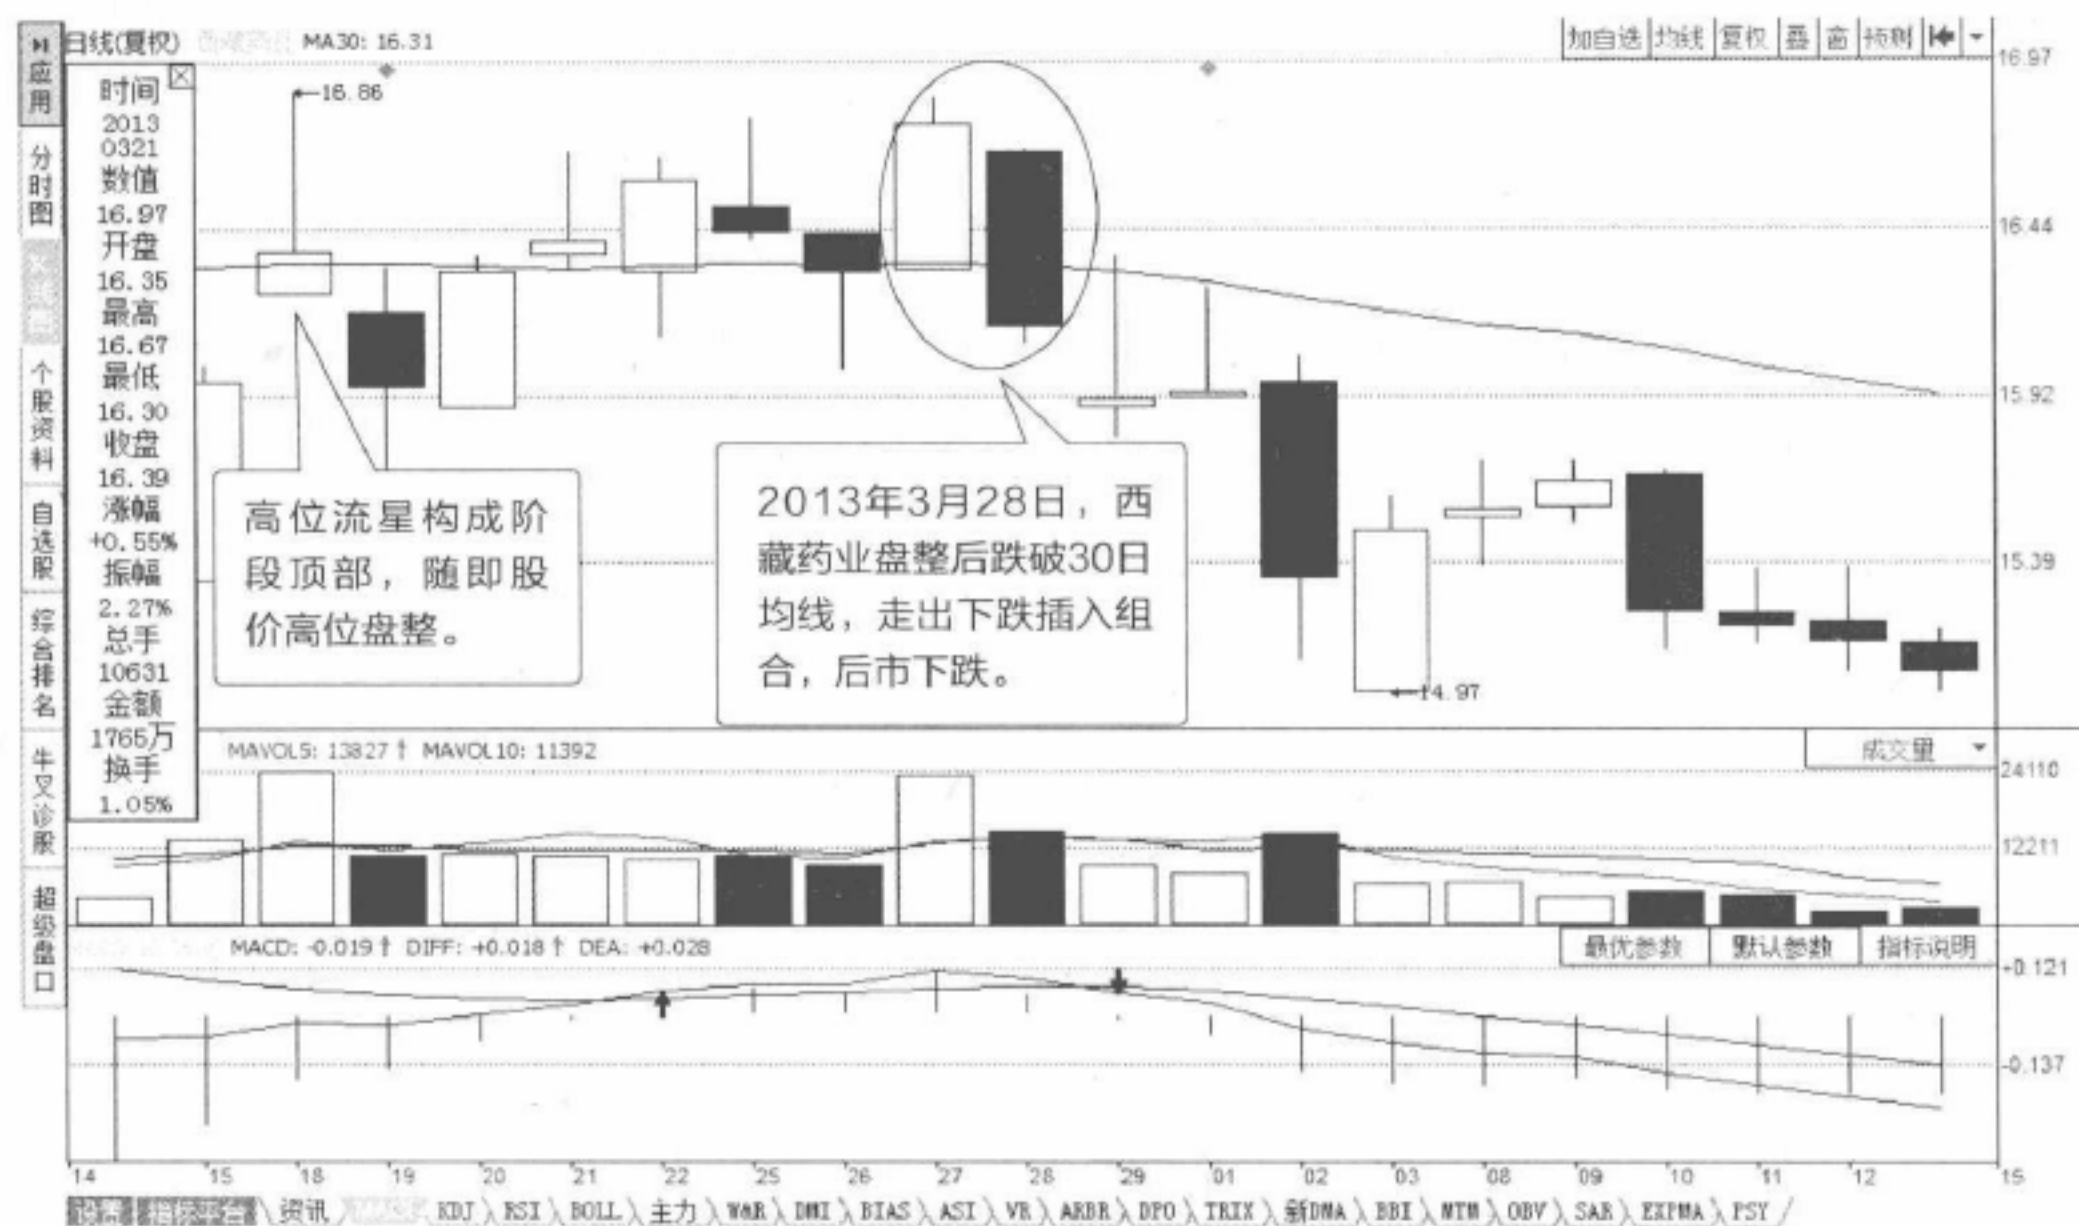 应用
分时图
个股资料
自选股
综合排名
牛叉诊股
超级盘口
日线(复权)
MA30: 16.31
加自选 均线 复权 叠 窗 预测
时间
2013
0321
数值
16.97
开盘
16.35
最高
16.67
最低
16.30
收盘
16.39
涨幅
+0.55%
振幅
2.27%
总手
10631
金额
1765万
换手
1.05%
16.86
16.97
16.44
15.92
15.39
14.97
高位流星构成阶
段顶部，随即股
价高位盘整。
2013年3月28日，西
藏药业盘整后跌破30日
均线，走出下跌插入组
合，后市下跌。
MAVOL5: 13827↑ MAVOL10: 11392
成交量
24110
12211
MACD: -0.019↑ DIFF: +0.018↑ DEA: +0.028
最优参数 默认参数 指标说明
+0.121
-0.137
14 15 18 19 20 21 22 25 26 27 28 29 01 02 03 08 09 10 11 12 15
资讯 KDJ RSI BOLL 主力 W&R DMI BIAS ASI VR ARBR DPO TRIX 新DMA BBI MTM OBV SAR EXPMA PSY